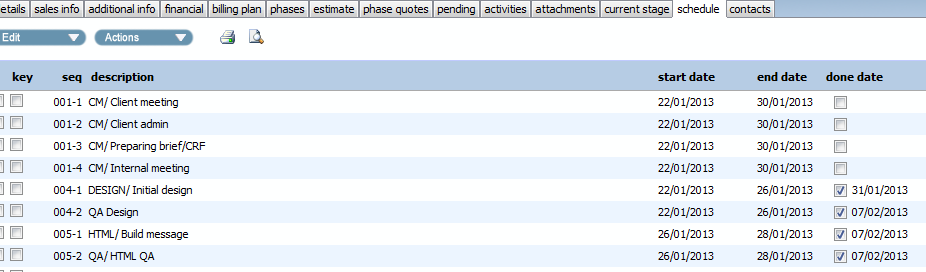 etails sales info additional info financial billing plan phases estimate phase quotes pending activities attachments current stage schedule contacts
Edit Actions
key seq description start date end date done date
001-1 CM/ Client meeting 22/01/2013 30/01/2013
001-2 CM/ Client admin 22/01/2013 30/01/2013
001-3 CM/ Preparing brief/CRF 22/01/2013 30/01/2013
001-4 CM/ Internal meeting 22/01/2013 30/01/2013
004-1 DESIGN/ Initial design 22/01/2013 26/01/2013 31/01/2013
004-2 QA Design 22/01/2013 26/01/2013 07/02/2013
005-1 HTML/ Build message 26/01/2013 28/01/2013 07/02/2013
005-2 QA/ HTML QA 26/01/2013 28/01/2013 07/02/2013